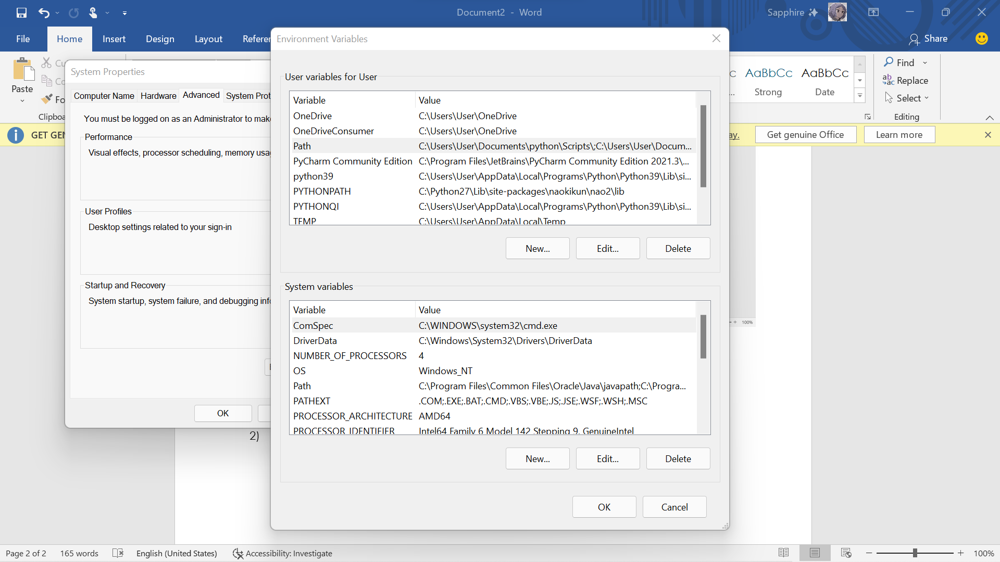 Document2 - Word
Sapphire
File
Home
Insert
Design
Layout
Share
Paste
Find
Replace
Select
Editing
AaBbCc
AaBbCc
Strong
Date
GET GEN
ay.
Get genuine Office
Learn more
System Properties
Computer Name
Hardware
Advanced
System Prot
You must be logged on as an Administrator to mak
Performance
Visual effects, processor scheduling, memory usag
User Profiles
Desktop settings related to your sign-in
Startup and Recovery
System startup, system failure, and debugging info
OK
Environment Variables
User variables for User
Variable Value
OneDrive C:\Users\User\OneDrive
OneDriveConsumer C:\Users\User\OneDrive
Path C:\Users\User\Documents\python\Scripts\;C:\Users\User\Docum...
PyCharm Community Edition C:\Program Files\JetBrains\PyCharm Community Edition 2021.3\...
python39 C:\Users\User\AppData\Local\Programs\Python\Python39\Lib\si...
PYTHONPATH C:\Python27\Lib\site-packages\naokikun\nao2\lib
PYTHONQI C:\Users\User\AppData\Local\Programs\Python\Python39\Lib\si...
TEMP C:\Users\User\AppData\Local\Temp
New... Edit... Delete
System variables
Variable Value
ComSpec C:\WINDOWS\system32\cmd.exe
DriverData C:\Windows\System32\Drivers\DriverData
NUMBER_OF_PROCESSORS 4
OS Windows_NT
Path C:\Program Files\Common Files\Oracle\Java\javapath;C:\Progra...
PATHEXT .COM;.EXE;.BAT;.CMD;.VBS;.VBE;.JS;.JSE;.WSF;.WSH;.MSC
PROCESSOR_ARCHITECTURE AMD64
PROCESSOR_IDENTIFIER Intel64 Family 6 Model 142 Stepping 9, GenuineIntel
New... Edit... Delete
OK Cancel
100%
2)
Page 2 of 2
165 words
English (United States)
Accessibility: Investigate
100%